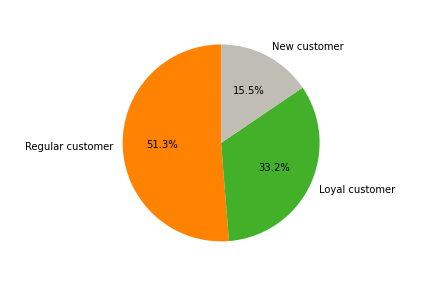 New customer
15.5%
Regular customer
51.3%
33.2%
Loyal customer